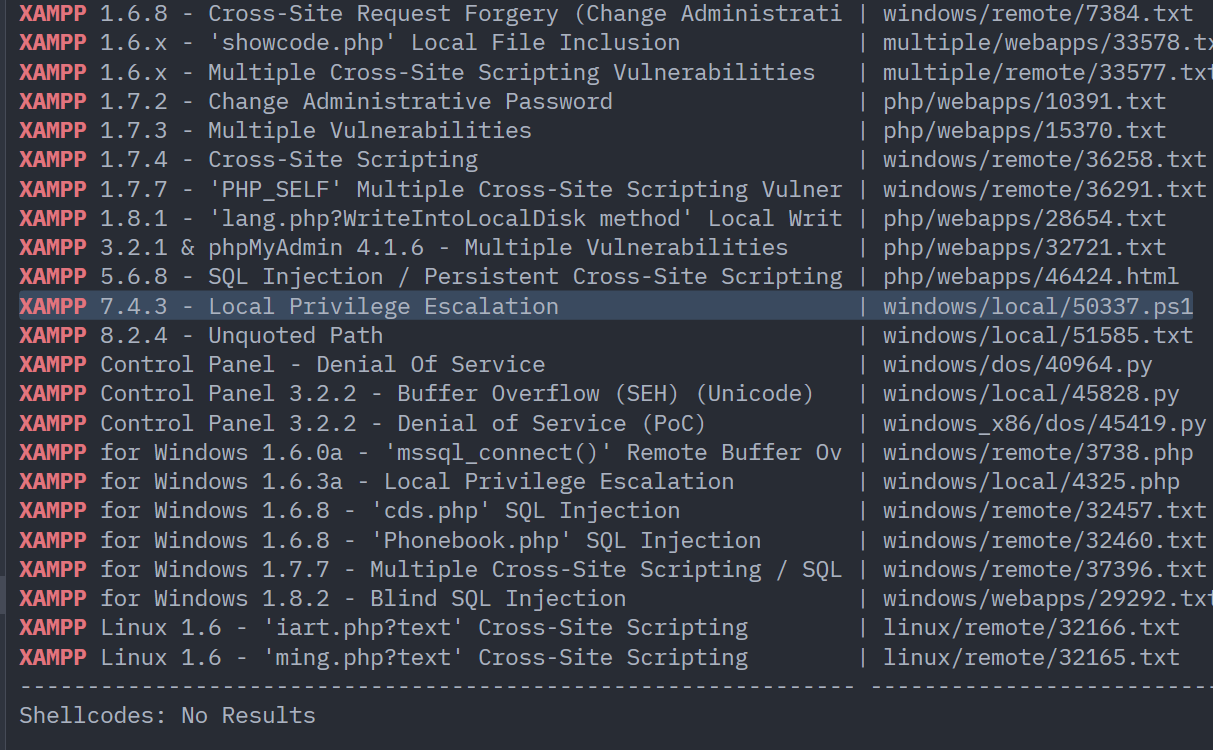 XAMPP 1.6.8 - Cross-Site Request Forgery (Change Administrati | windows/remote/7384.txt
XAMPP 1.6.x - 'showcode.php' Local File Inclusion | multiple/webapps/33578.tx
XAMPP 1.6.x - Multiple Cross-Site Scripting Vulnerabilities | multiple/remote/33577.txt
XAMPP 1.7.2 - Change Administrative Password | php/webapps/10391.txt
XAMPP 1.7.3 - Multiple Vulnerabilities | php/webapps/15370.txt
XAMPP 1.7.4 - Cross-Site Scripting | windows/remote/36258.txt
XAMPP 1.7.7 - 'PHP_SELF' Multiple Cross-Site Scripting Vulner | windows/remote/36291.txt
XAMPP 1.8.1 - 'lang.php?WriteIntoLocalDisk method' Local Writ | php/webapps/28654.txt
XAMPP 3.2.1 & phpMyAdmin 4.1.6 - Multiple Vulnerabilities | php/webapps/32721.txt
XAMPP 5.6.8 - SQL Injection / Persistent Cross-Site Scripting | php/webapps/46424.html
XAMPP 7.4.3 - Local Privilege Escalation | windows/local/50337.ps1
XAMPP 8.2.4 - Unquoted Path | windows/local/51585.txt
XAMPP Control Panel - Denial Of Service | windows/dos/40964.py
XAMPP Control Panel 3.2.2 - Buffer Overflow (SEH) (Unicode) | windows/local/45828.py
XAMPP Control Panel 3.2.2 - Denial of Service (PoC) | windows_x86/dos/45419.py
XAMPP for Windows 1.6.0a - 'mssql_connect()' Remote Buffer Ov | windows/remote/3738.php
XAMPP for Windows 1.6.3a - Local Privilege Escalation | windows/local/4325.php
XAMPP for Windows 1.6.8 - 'cds.php' SQL Injection | windows/remote/32457.txt
XAMPP for Windows 1.6.8 - 'Phonebook.php' SQL Injection | windows/remote/32460.txt
XAMPP for Windows 1.7.7 - Multiple Cross-Site Scripting / SQL | windows/remote/37396.txt
XAMPP for Windows 1.8.2 - Blind SQL Injection | windows/webapps/29292.txt
XAMPP Linux 1.6 - 'iart.php?text' Cross-Site Scripting | linux/remote/32166.txt
XAMPP Linux 1.6 - 'ming.php?text' Cross-Site Scripting | linux/remote/32165.txt
-------------------------------------------------------------- --------------------------
Shellcodes: No Results